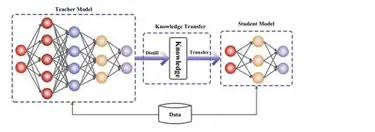 Teacher Model
Knowledge Transfer
Student Model
Distill
Knowledge
Transfer
Data